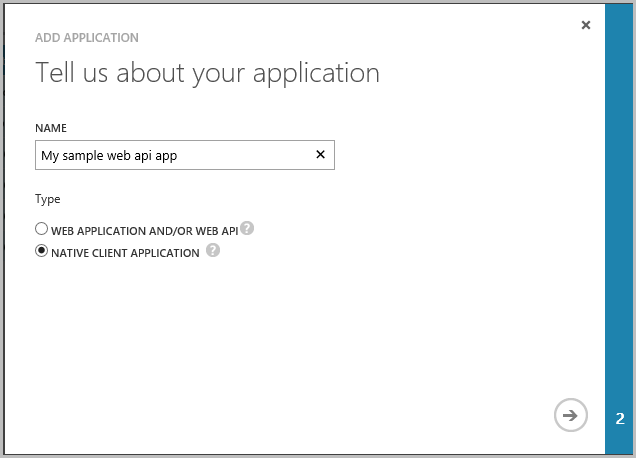 ADD APPLICATION
Tell us about your application
NAME
My sample web api app
Type
WEB APPLICATION AND/OR WEB API ?
NATIVE CLIENT APPLICATION ?
2